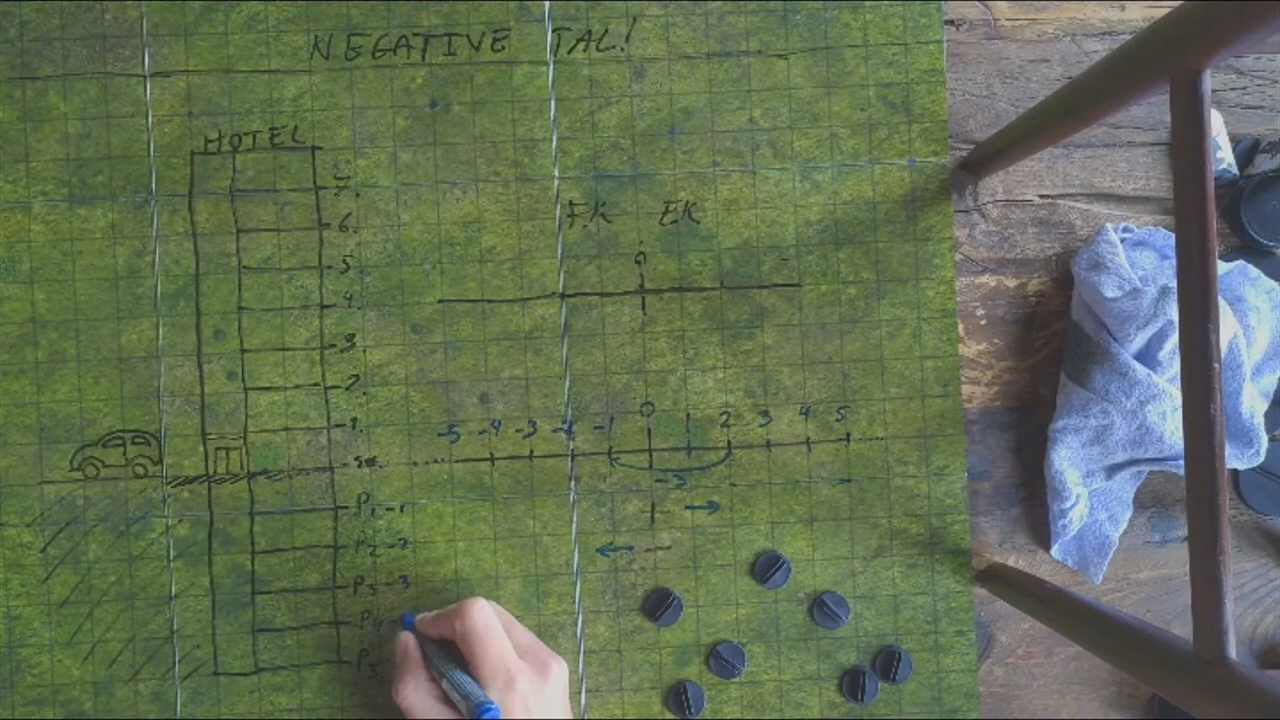 NEGATIVE TAL!
HOTEL
7.
6.
5
4.
3.
2.
1.
P1 -1
P2 -2
P3 -3
P4 -
P5
FK EK
0
-5 -4 -3 -2 -1 0 1 2 3 4 5
-3
+ →
← -